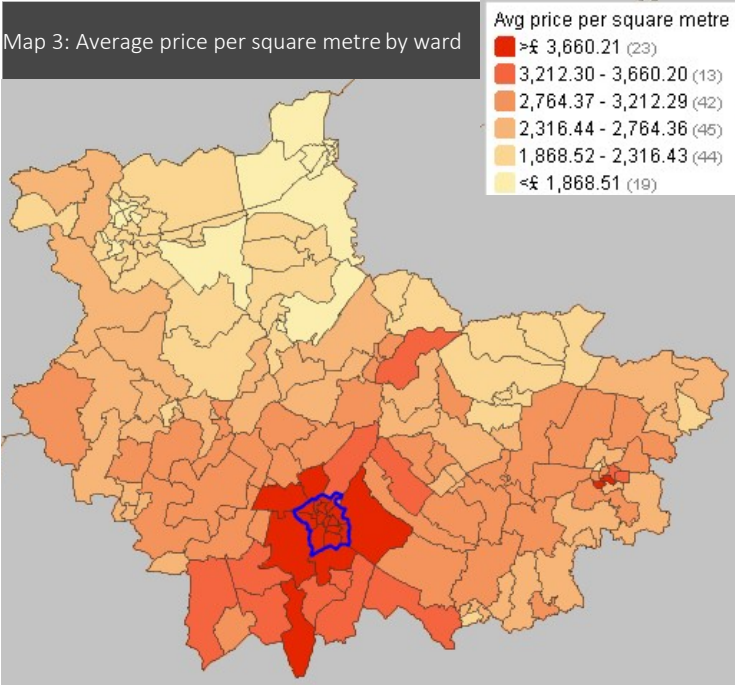 Map 3: Average price per square metre by ward
Avg price per square metre
>£ 3,660.21 (23)
3,212.30 - 3,660.20 (13)
2,764.37 - 3,212.29 (42)
2,316.44 - 2,764.36 (45)
1,868.52 - 2,316.43 (44)
<£ 1,868.51 (19)